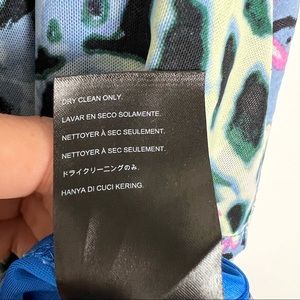 DRY CLEAN ONLY.
LAVAR EN SECO SOLAMENTE.
NETTOYER À SEC SEULEMENT.
NETTOYER À SEC SEULEMENT.
ドライクリーニングのみ.
HANYA DI CUCI KERING.